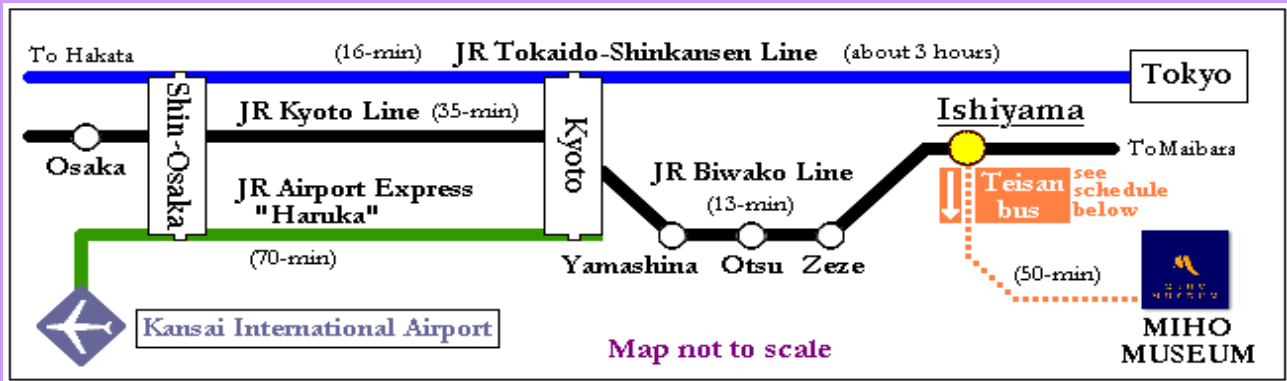 To Hakata
(16-min)
JR Tokaido-Shinkansen Line
(about 3 hours)
Tokyo
Shin-Osaka
JR Kyoto Line (35-min)
Kyoto
Ishiyama
Osaka
To Maibara
JR Airport Express
"Haruka"
(70-min)
JR Biwako Line
(13-min)
Teisan
bus
see
schedule
below
Yamashina
Otsu
Zeze
(50-min)
MIHO
MUSEUM
Kansai International Airport
Map not to scale
MIHO
MUSEUM